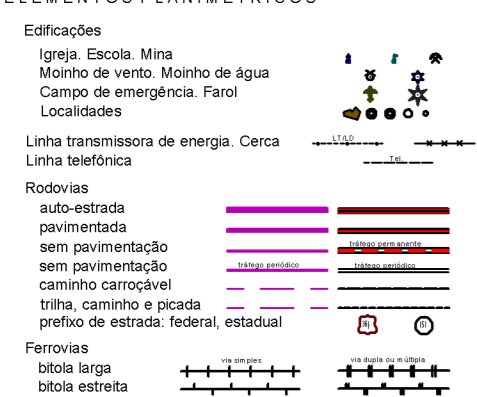 ELEMENTOS PLANIMÉTRICOS
Edificações
Igreja. Escola. Mina
Moinho de vento. Moinho de água
Campo de emergência. Farol
Localidades
Linha transmissora de energia. Cerca LT/LD
Linha telefônica Tel.
Rodovias
auto-estrada
pavimentada
sem pavimentação tráfego permanente
sem pavimentação tráfego periódico tráfego periódico
caminho carroçável
trilha, caminho e picada
prefixo de estrada: federal, estadual
Ferrovias
bitola larga via simples via dupla ou múltipla
bitola estreita